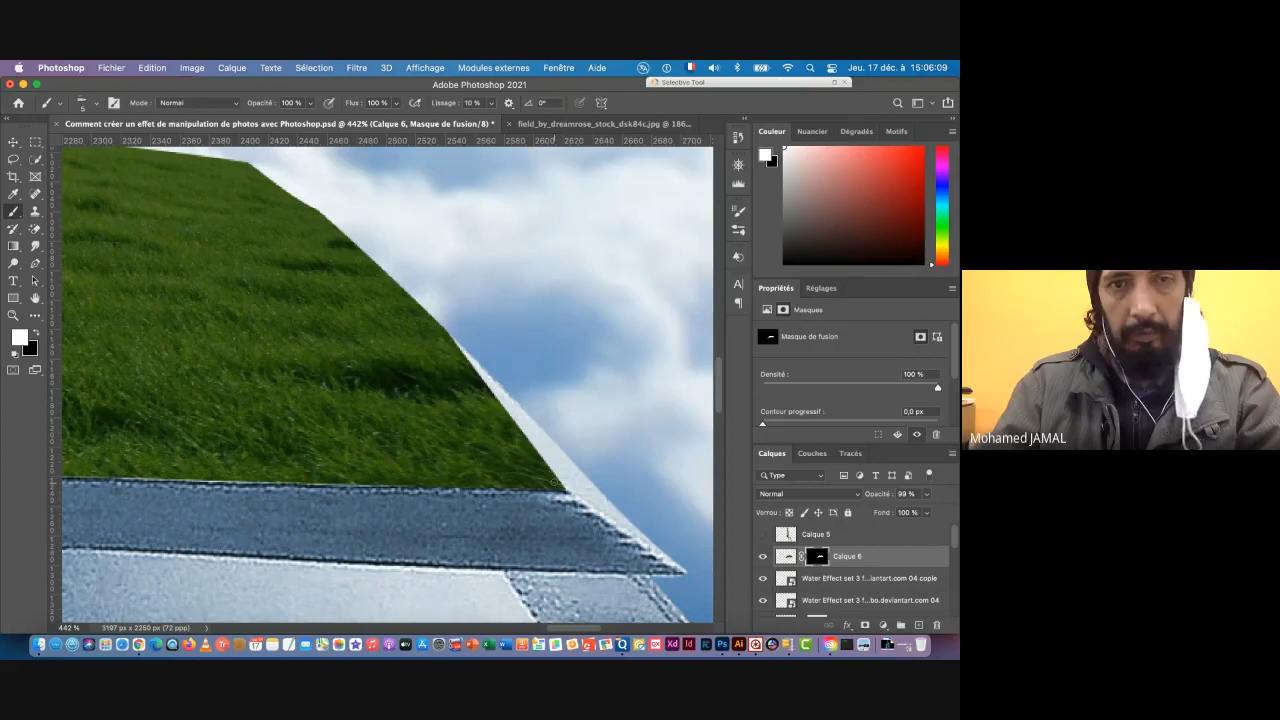 Photoshop Fichier Edition Image Calque Texte Sélection Filtre 3D Affichage Modules externes Fenêtre Aide Jeu. 17 déc. à 15:06:09
Adobe Photoshop 2021
Selective Tool
5 Mode : Normal Opacité : 100 % Flux : 100 % Lissage : 10 % 0°
Comment créer un effet de manipulation de photos avec Photoshop.psd @ 442% (Calque 6, Masque de fusion/8) *
field_by_dreamrose_stock_dsk84c.jpg @ 186...
2280 2300 2320 2340 2360 2380 2400 2420 2440 2460 2480 2500 2520 2540 2560 2580 2600 2620 2640 2660 2680 2700
Couleur Nuancier Dégradés Motifs
Propriétés Réglages
Masques
Masque de fusion
Densité : 100 %
Contour progressif : 0,0 px
Calques Couches Tracés
Type
Normal Opacité : 99 %
Verrou : Fond : 100 %
Calque 5
Calque 6
Water Effect set 3 f...iantart.com 04 copie
Water Effect set 3 f...bo.deviantart.com 04
442 % 3197 px x 2250 px (72 ppp)
Mohamed JAMAL